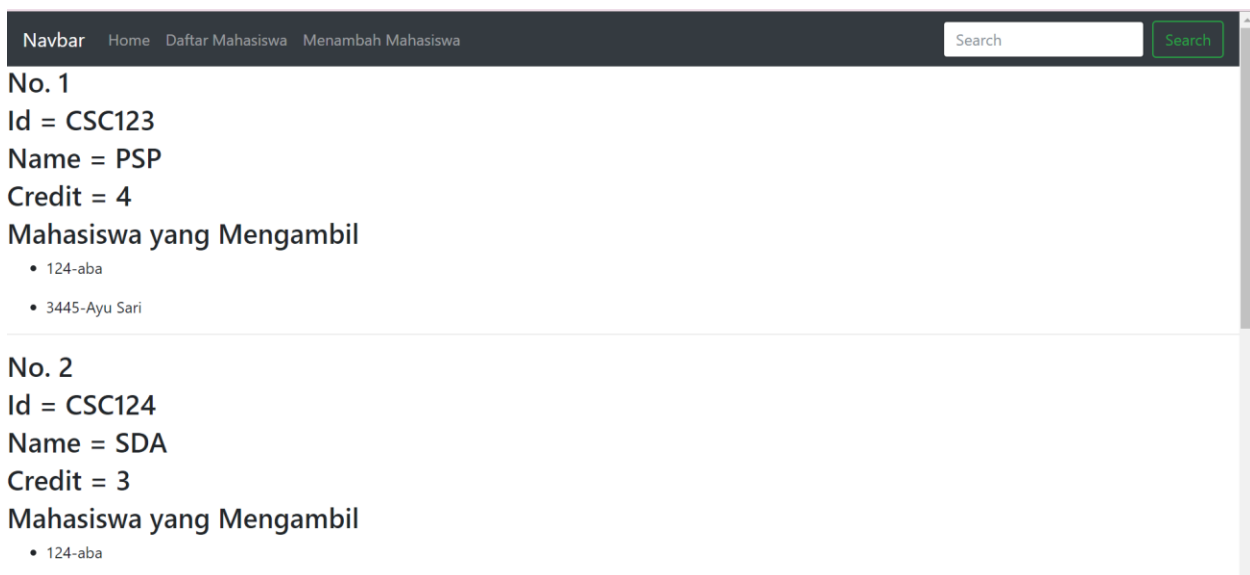 Navbar Home Daftar Mahasiswa Menambah Mahasiswa Search Search
No. 1
Id = CSC123
Name = PSP
Credit = 4
Mahasiswa yang Mengambil
• 124-aba
• 3445-Ayu Sari
No. 2
Id = CSC124
Name = SDA
Credit = 3
Mahasiswa yang Mengambil
• 124-aba